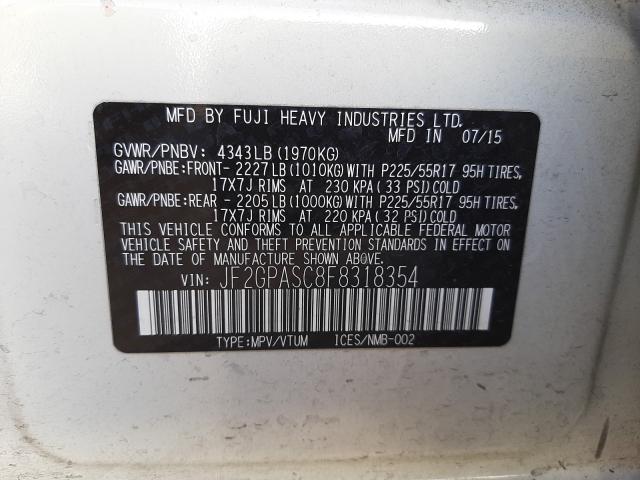 MFD BY FUJI HEAVY INDUSTRIES LTD.
MFD IN 07/15
GVWR/PNBV: 4343LB (1970KG)
GAWR/PNBE:FRONT- 2227LB (1010KG)WITH P225/55R17 95H TIRES,
17X7J RIMS AT 230 KPA (33 PSI)COLD
GAWR/PNBE:REAR - 2205LB (1000KG)WITH P225/55R17 95H TIRES,
17X7J RIMS AT 220 KPA (32 PSI)COLD
THIS VEHICLE CONFORMS TO ALL APPLICABLE FEDERAL MOTOR
VEHICLE SAFETY AND THEFT PREVENTION STANDARDS IN EFFECT ON
THE DATE OF MANUFACTURE SHOWN ABOVE.
VIN: JF2GPASC8F8318354
TYPE:MPV/VTUM ICES/NMB-002